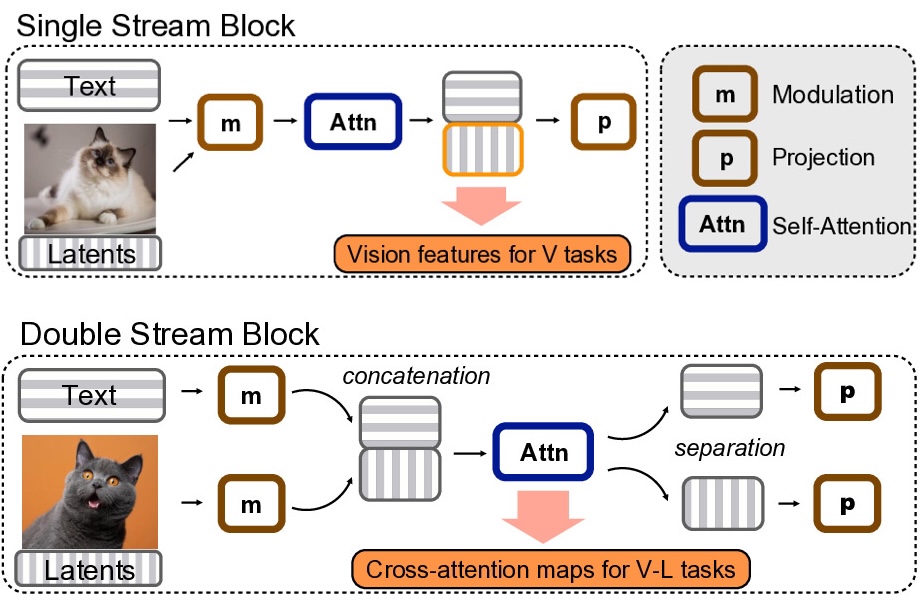 Single Stream Block
Text
Latents
m
Attn
p
Vision features for V tasks
m Modulation
p Projection
Attn Self-Attention
Double Stream Block
Text
Latents
m
m
concatenation
Attn
separation
p
p
Cross-attention maps for V-L tasks